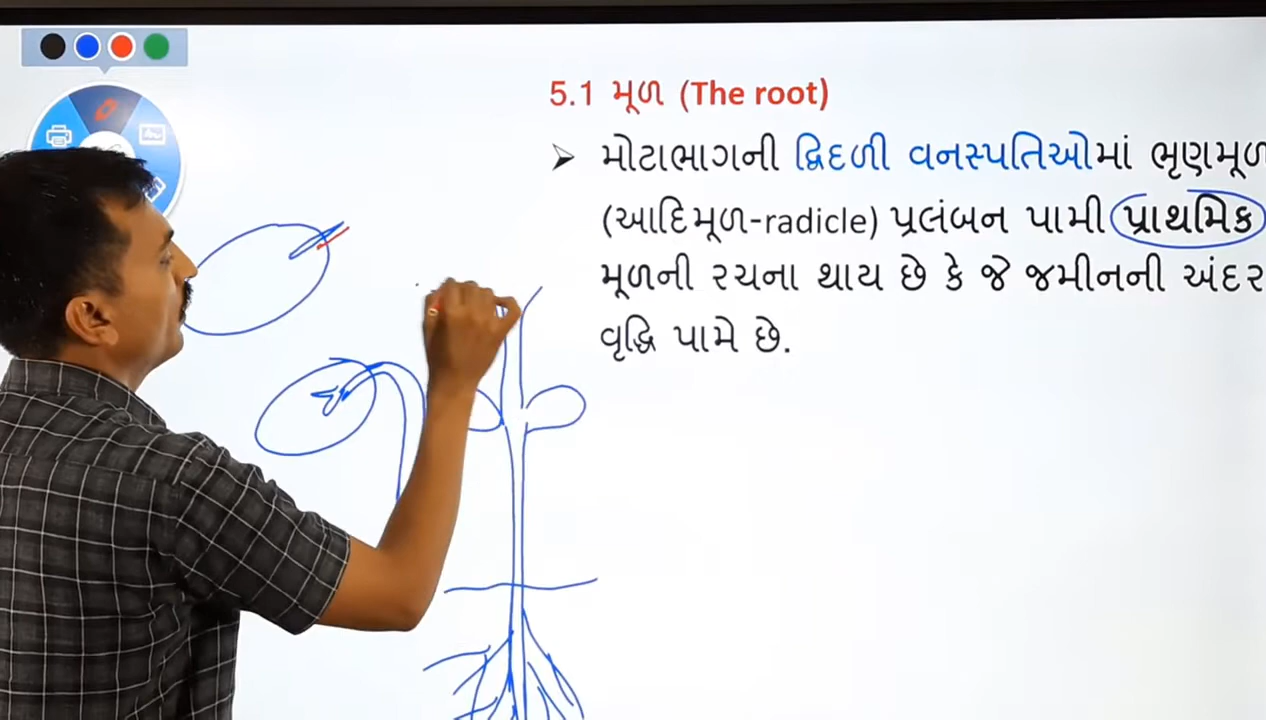 5.1 મૂળ (The root)
➢ મોટાભાગની દ્વિદળી વનસ્પતિઓમાં ભૃણમૂળ
(આદિમૂળ-radicle) પ્રલંબન પામી પ્રાથમિક
મૂળની રચના થાય છે કે જે જમીનની અંદર
વૃદ્ધિ પામે છે.